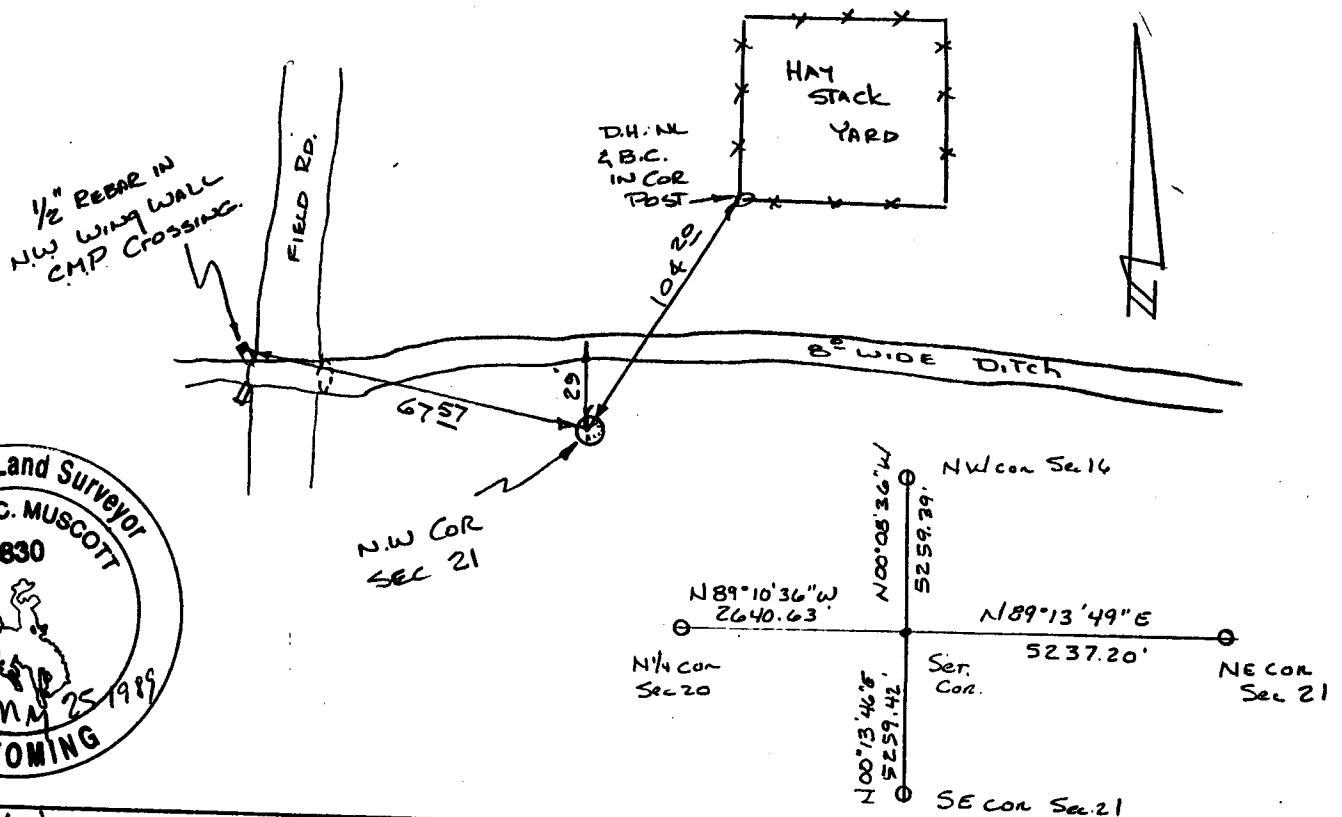 HAY
STACK
YARD
D.H. NL
& B.C.
IN COR
POST
1/2" REBAR IN
N.W WING WALL
CMP CROSSING.
FIELD RD.
104 20
8° WIDE DITCH
29'
67 57
N.W COR
SEC 21
Land Surveyor
C. MUSCOTT
830
25 1989
OMING
NW cor Sec 16
N00°08'36"W
5259.39'
N89°10'36"W
2640.63'
N89°13'49"E
5237.20'
N1/4 cor
Sec 20
Set.
Cor.
NE COR
Sec 21
N00°13'46"E
5259.42'
SE cor Sec. 21